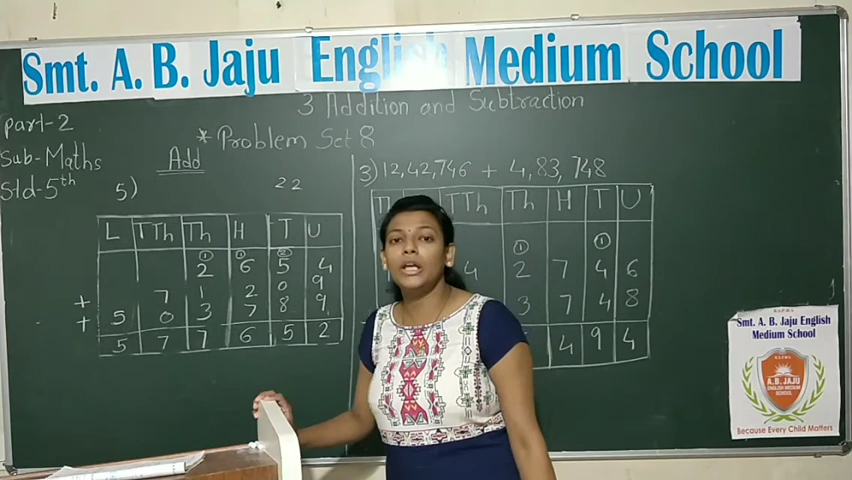 Smt. A. B. Jaju English Medium School
3 Addition and Subtraction
Part-2
* Problem Set 8
Sub-Maths
Add
Std-5th
5)
22
L TTh Th H T U
① ① ②
2 6 5 4
+ 7 1 2 0 9
+ 5 0 3 7 8 9
5 7 7 6 5 2
3) 12,42,746 + 4,83,748
TTh Th H T U
① ①
4 2 7 4 6
3 7 4 8
4 9 4
Smt. A. B. Jaju English
Medium School
A.B. JAJU
ENGLISH MEDIUM
SCHOOL
Because Every Child Matters